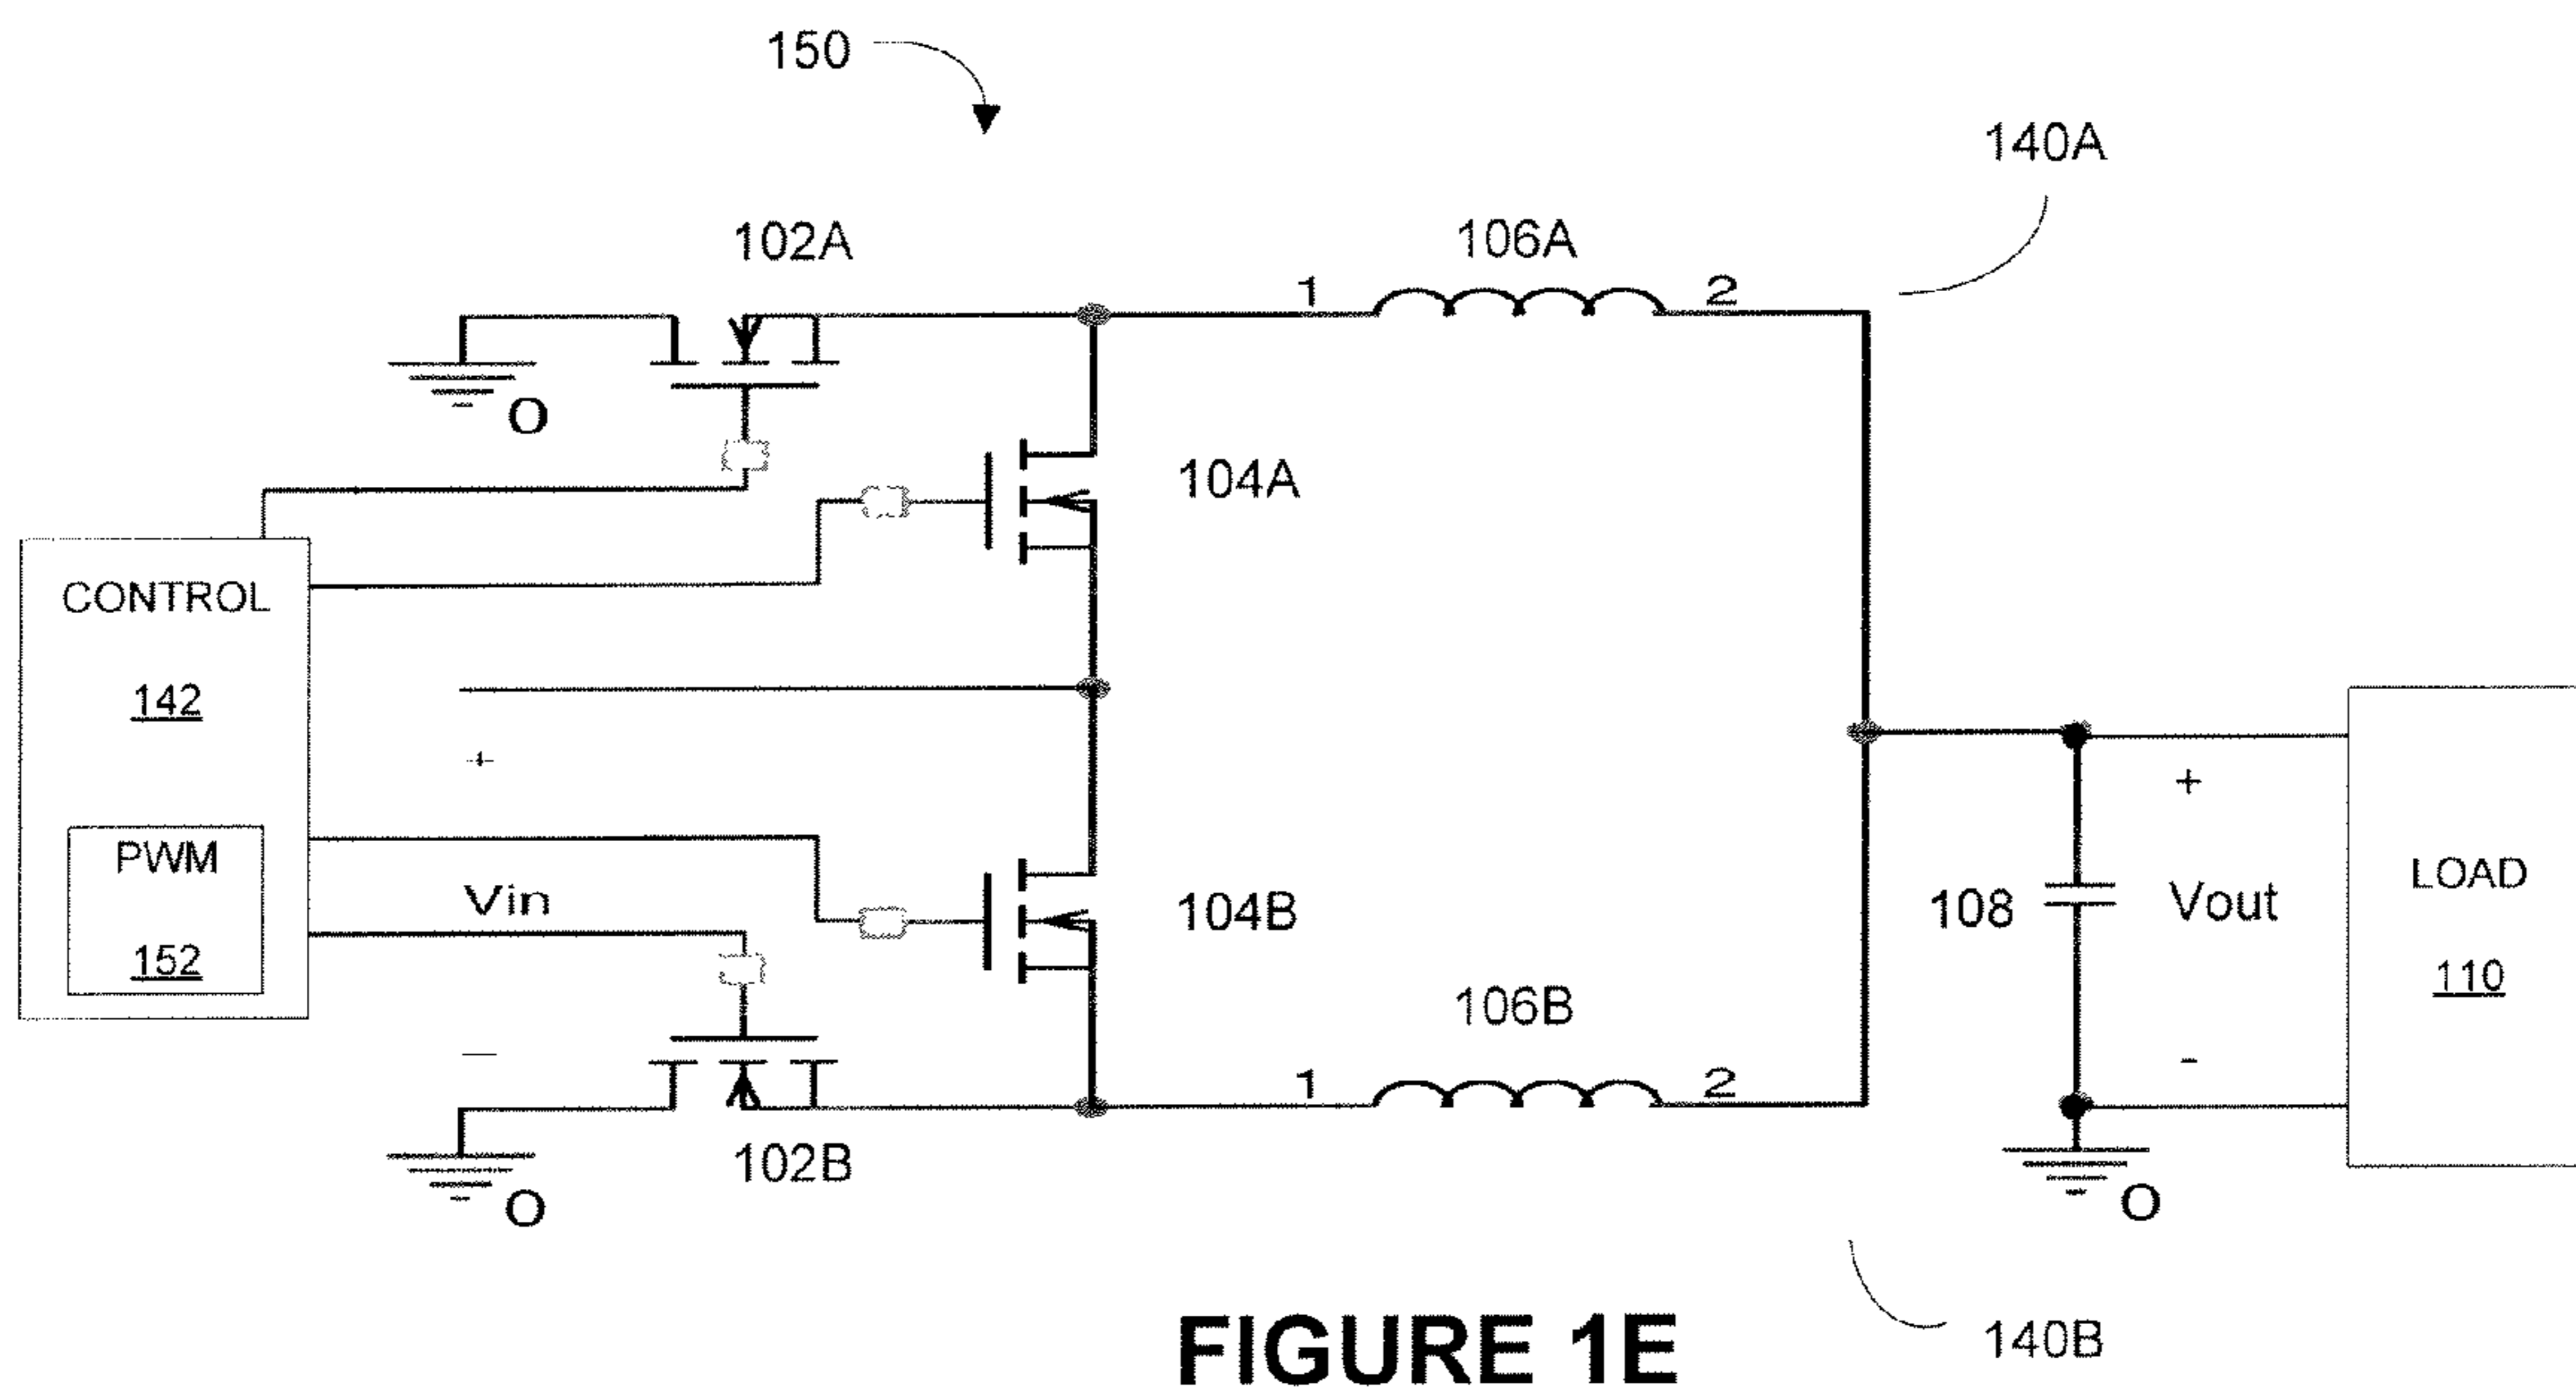 150
140A
102A
106A
1
2
O
104A
CONTROL
142
+
+
PWM
LOAD
Vin
104B
108
Vout
152
110
106B
-
-
1
2
102B
O
O
FIGURE 1E
140B